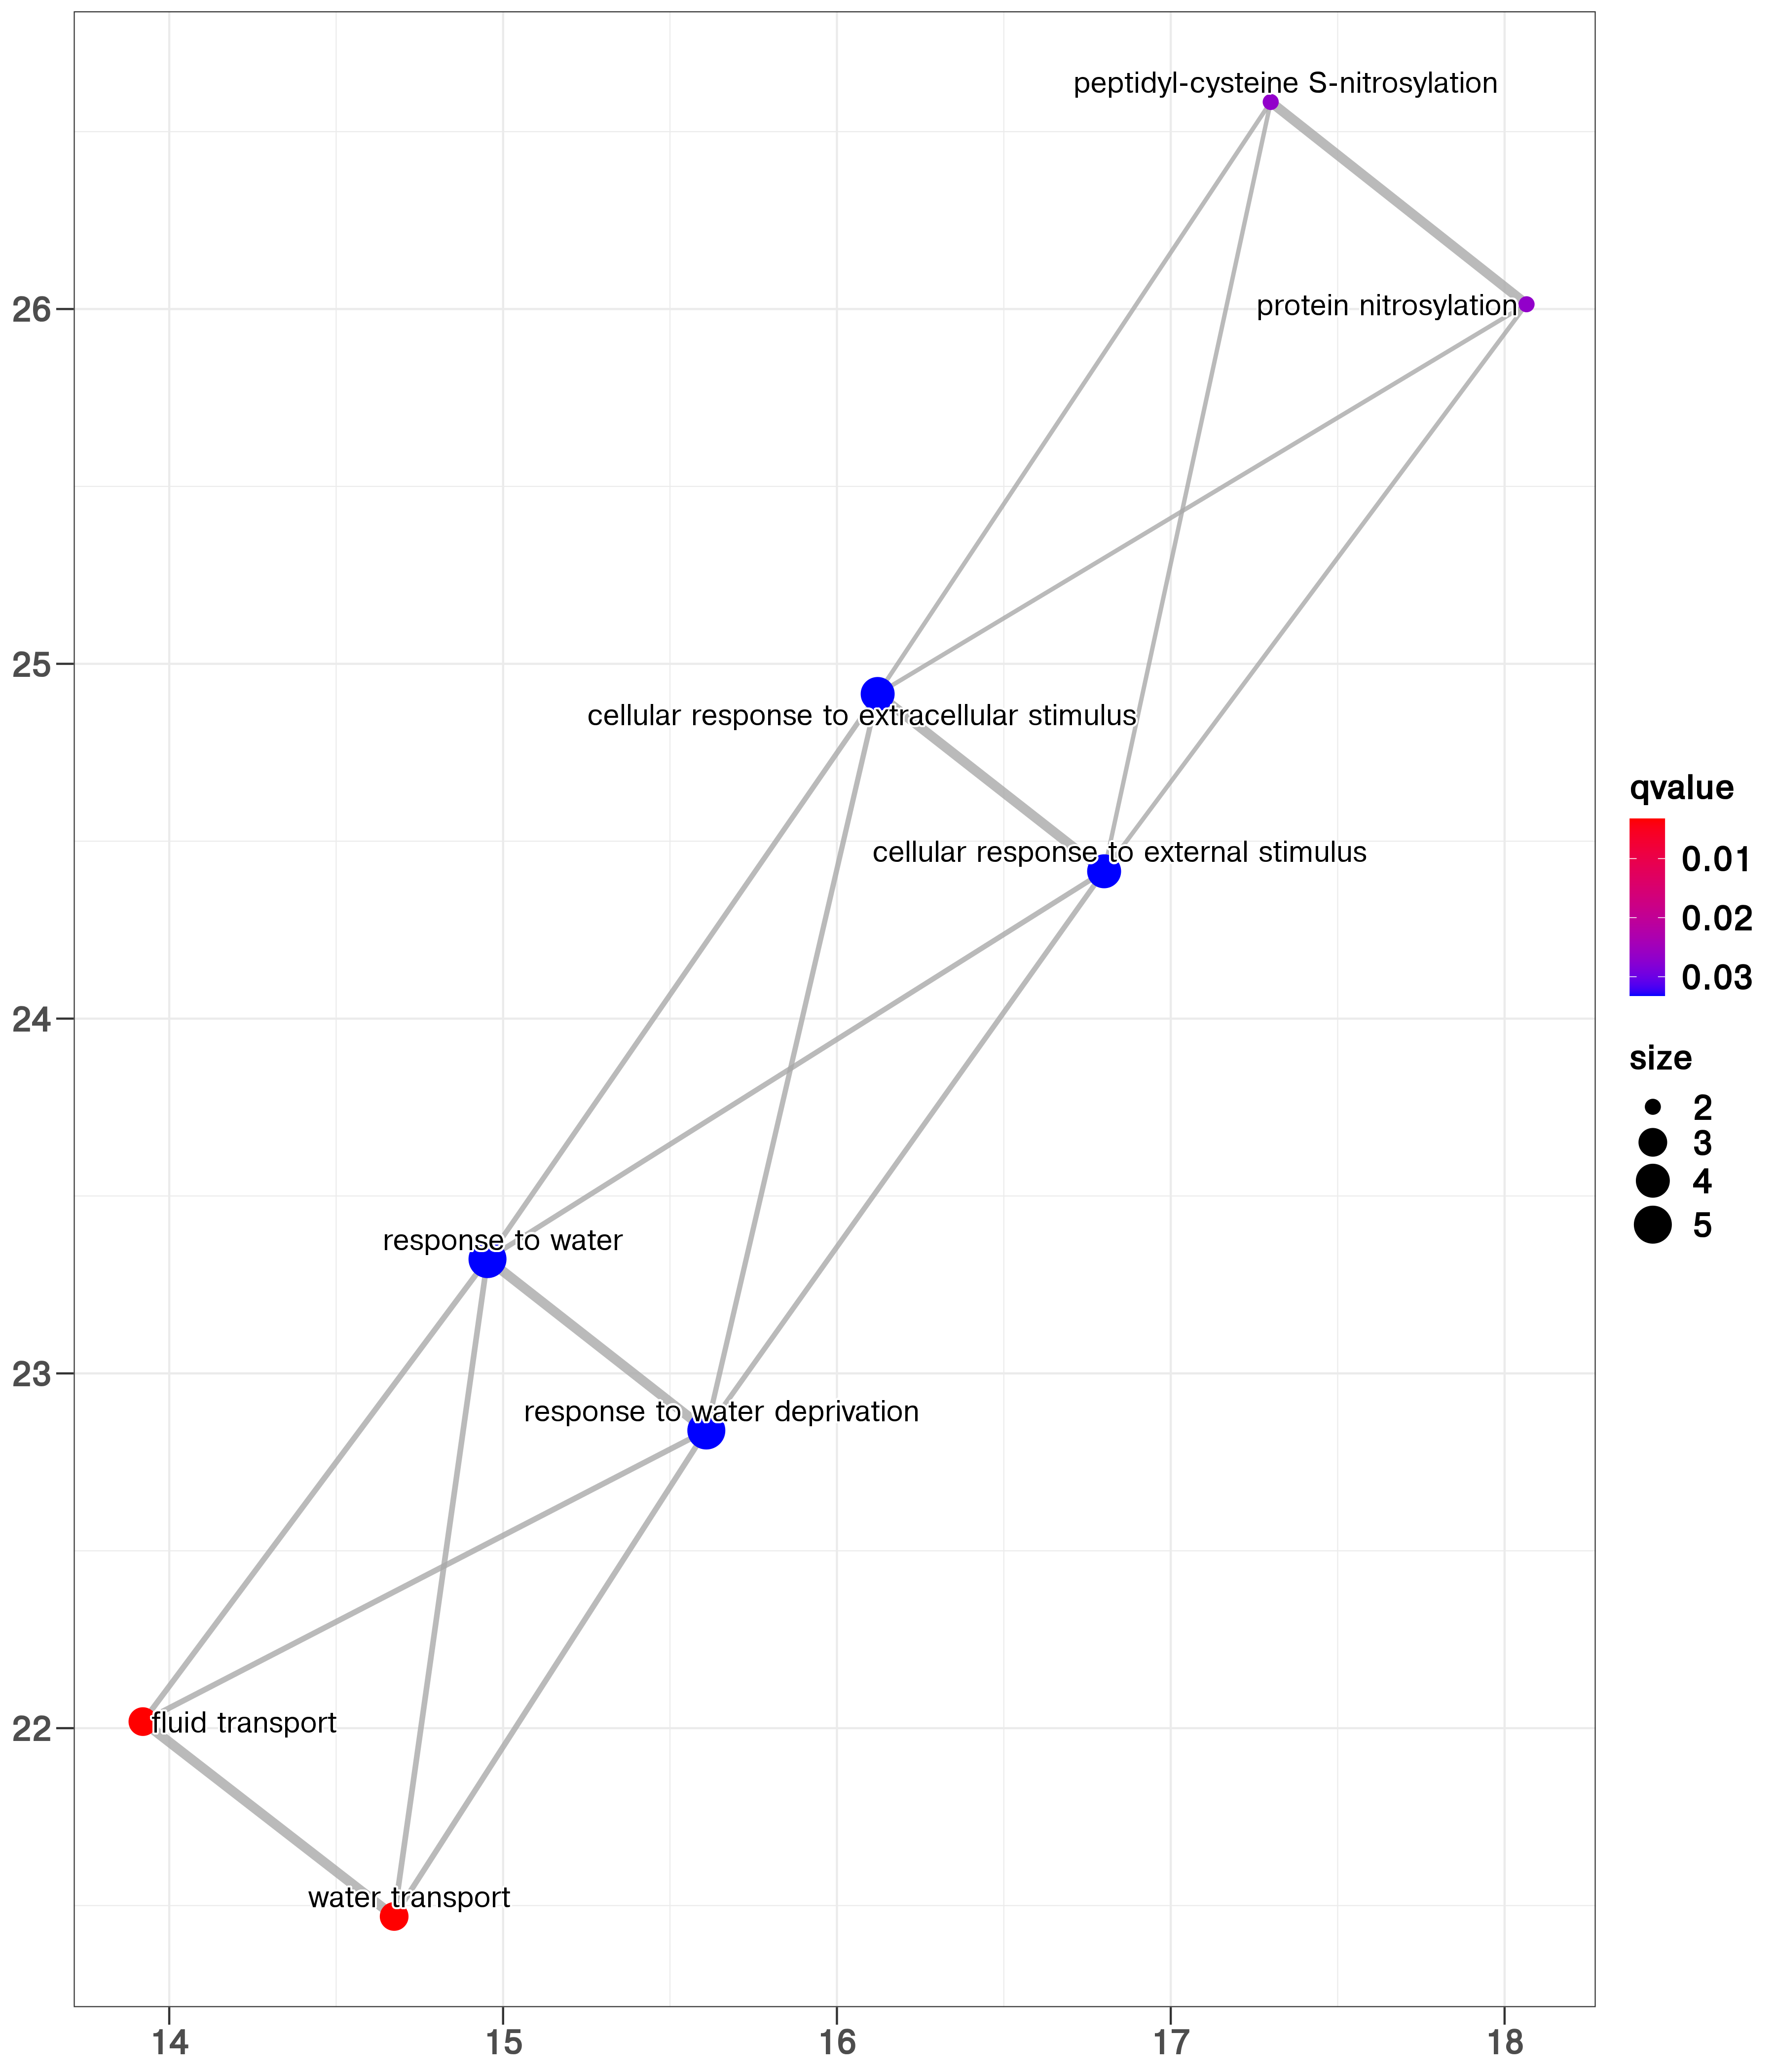 peptidyl-cysteine S-nitrosylation
26
protein nitrosylation
25
cellular response to extracellular stimulus
cellular response to external stimulus
24
response to water
23
response to water deprivation
22
fluid transport
water transport
14 15 16 17 18
qvalue
0.01
0.02
0.03
size
2
3
4
5